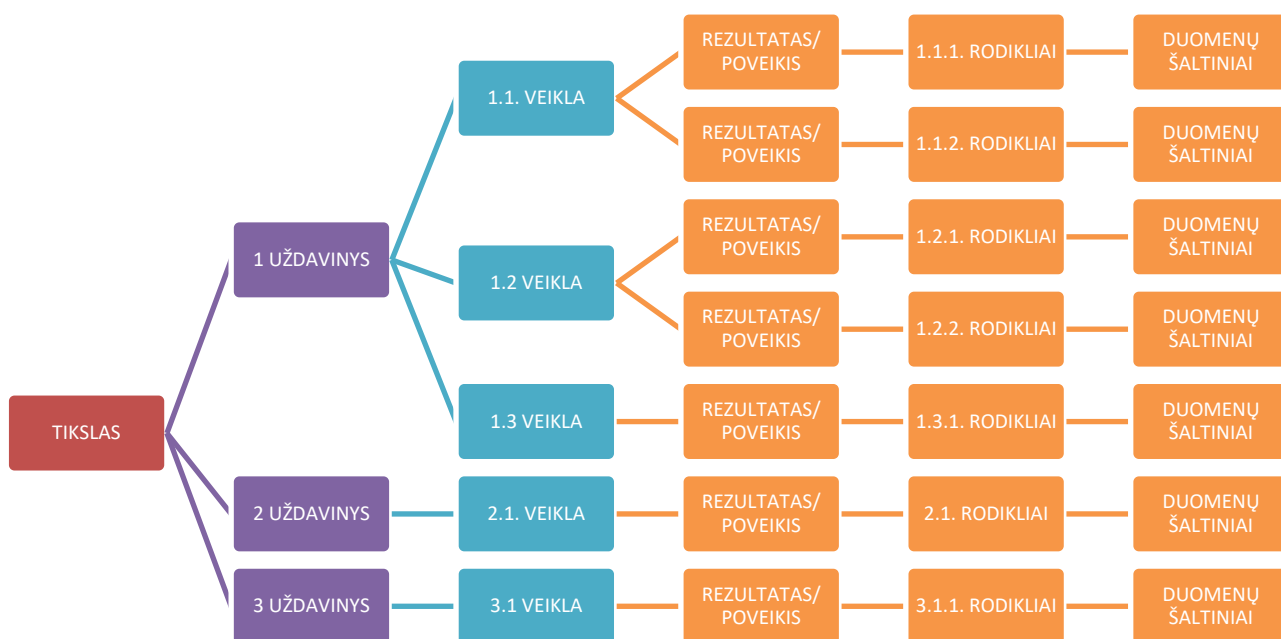 REZULTATAS/
POVEIKIS
1.1.1. RODIKLIAI
DUOMENŲ
ŠALTINIAI
1.1. VEIKLA
REZULTATAS/
POVEIKIS
1.1.2. RODIKLIAI
DUOMENŲ
ŠALTINIAI
1 UŽDAVINYS
REZULTATAS/
POVEIKIS
1.2.1. RODIKLIAI
DUOMENŲ
ŠALTINIAI
1.2 VEIKLA
REZULTATAS/
POVEIKIS
1.2.2. RODIKLIAI
DUOMENŲ
ŠALTINIAI
TIKSLAS
1.3 VEIKLA
REZULTATAS/
POVEIKIS
1.3.1. RODIKLIAI
DUOMENŲ
ŠALTINIAI
2 UŽDAVINYS
2.1. VEIKLA
REZULTATAS/
POVEIKIS
2.1. RODIKLIAI
DUOMENŲ
ŠALTINIAI
3 UŽDAVINYS
3.1 VEIKLA
REZULTATAS/
POVEIKIS
3.1.1. RODIKLIAI
DUOMENŲ
ŠALTINIAI